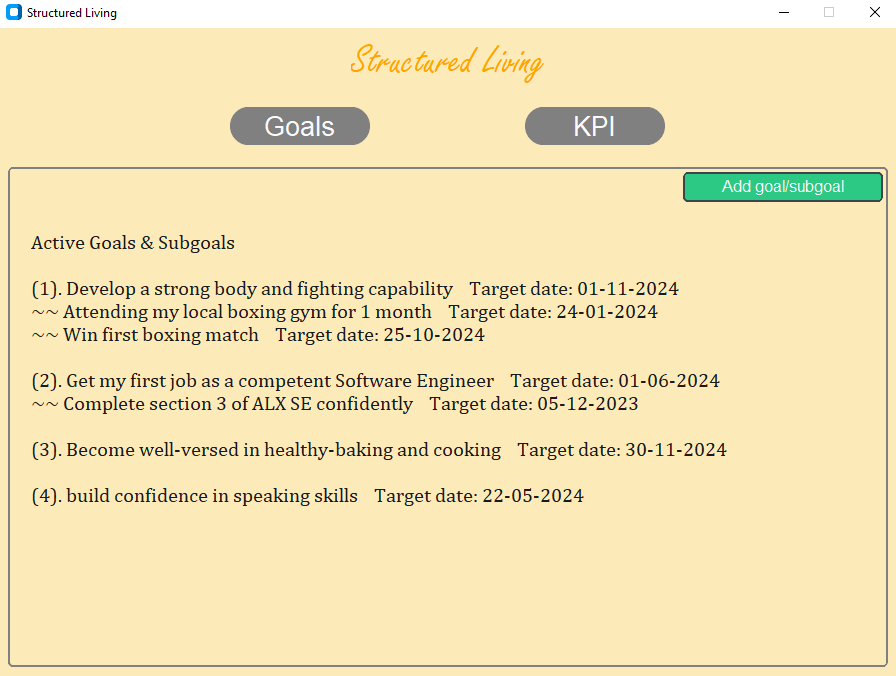 Structured Living
Structured Living
Goals
KPI
Add goal/subgoal
Active Goals & Subgoals
(1). Develop a strong body and fighting capability Target date: 01-11-2024
~~ Attending my local boxing gym for 1 month Target date: 24-01-2024
~~ Win first boxing match Target date: 25-10-2024
(2). Get my first job as a competent Software Engineer Target date: 01-06-2024
~~ Complete section 3 of ALX SE confidently Target date: 05-12-2023
(3). Become well-versed in healthy-baking and cooking Target date: 30-11-2024
(4). build confidence in speaking skills Target date: 22-05-2024